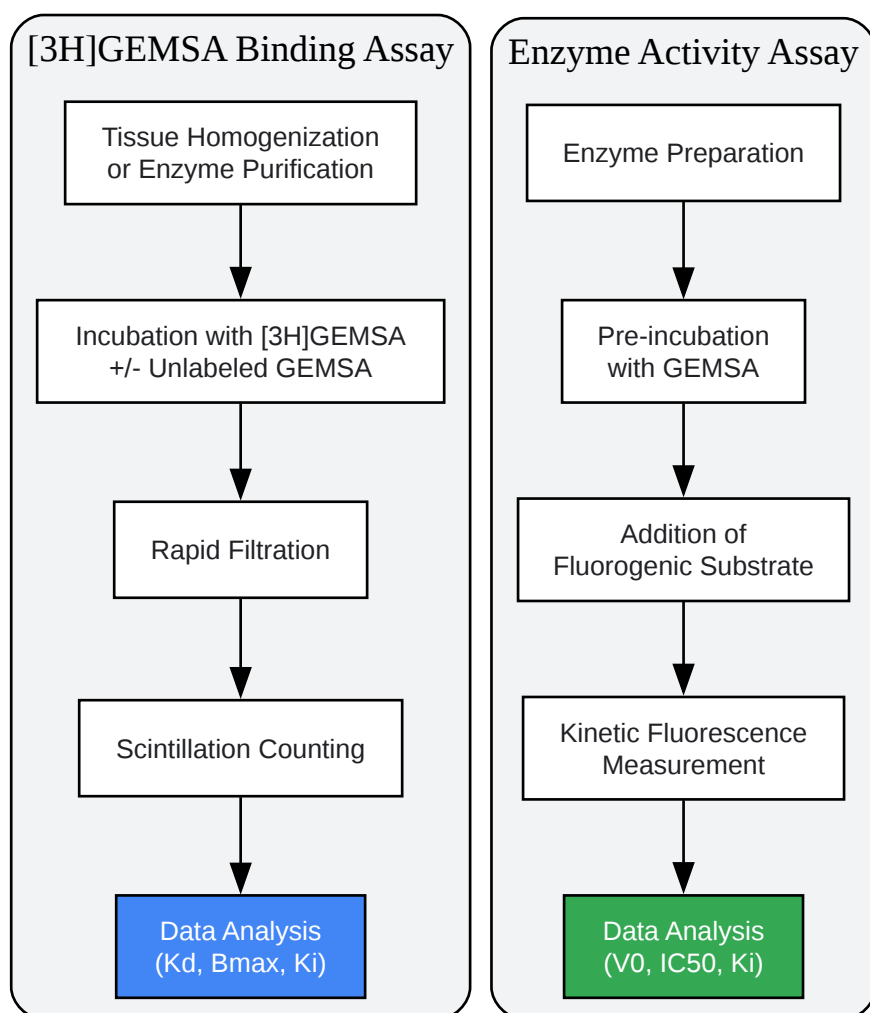 [3H]GEMSA Binding Assay
Tissue Homogenization
or Enzyme Purification
Incubation with [3H]GEMSA
+/- Unlabeled GEMSA
Rapid Filtration
Scintillation Counting
Data Analysis
(Kd, Bmax, Ki)
Enzyme Activity Assay
Enzyme Preparation
Pre-incubation
with GEMSA
Addition of
Fluorogenic Substrate
Kinetic Fluorescence
Measurement
Data Analysis
(V0, IC50, Ki)